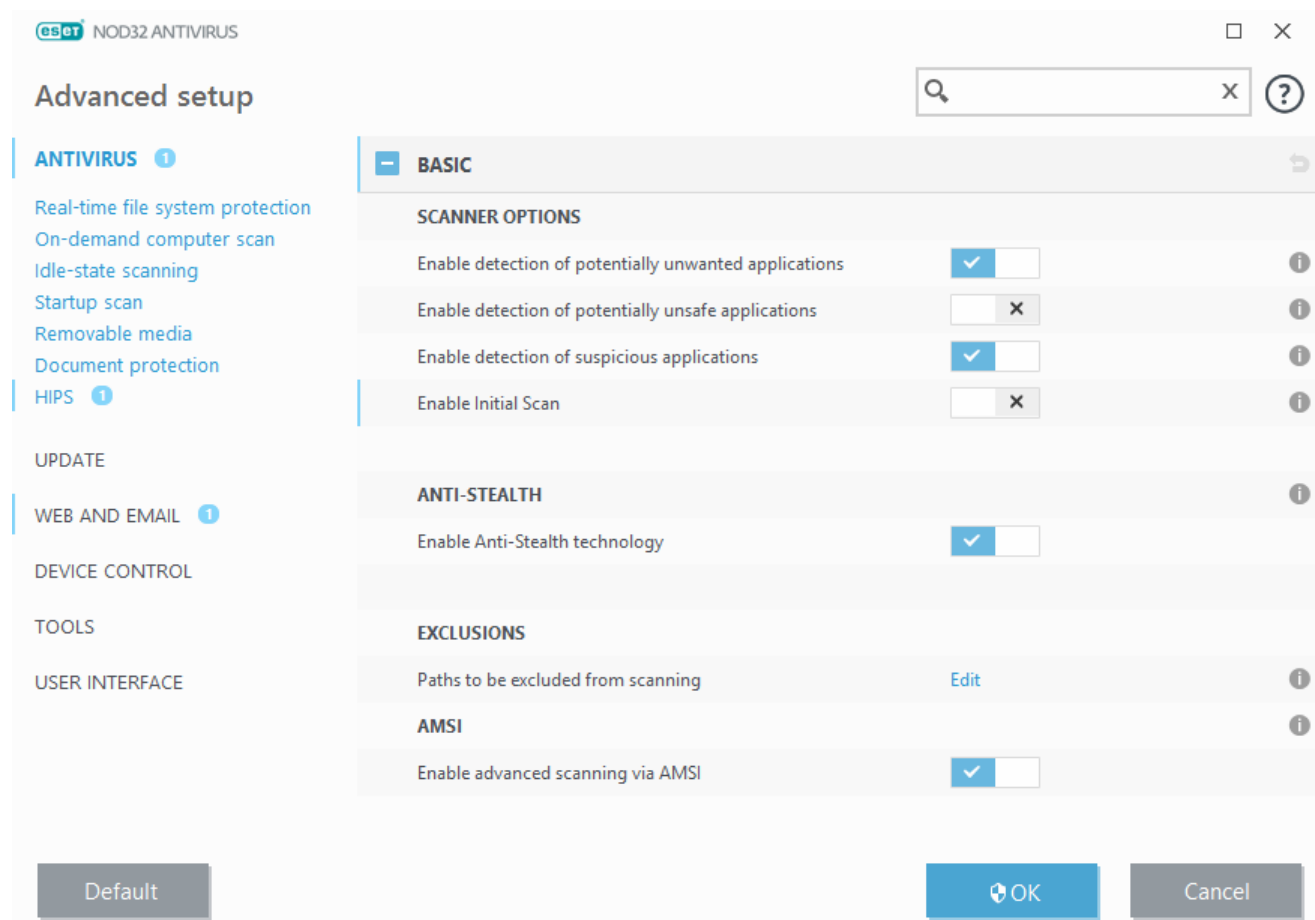 eset NOD32 ANTIVIRUS
Advanced setup
X
?
ANTIVIRUS 1
Real-time file system protection
On-demand computer scan
Idle-state scanning
Startup scan
Removable media
Document protection
HIPS 1
UPDATE
WEB AND EMAIL 1
DEVICE CONTROL
TOOLS
USER INTERFACE
BASIC
SCANNER OPTIONS
Enable detection of potentially unwanted applications
Enable detection of potentially unsafe applications
Enable detection of suspicious applications
Enable Initial Scan
ANTI-STEALTH
Enable Anti-Stealth technology
EXCLUSIONS
Paths to be excluded from scanning Edit
AMSI
Enable advanced scanning via AMSI
Default
OK
Cancel